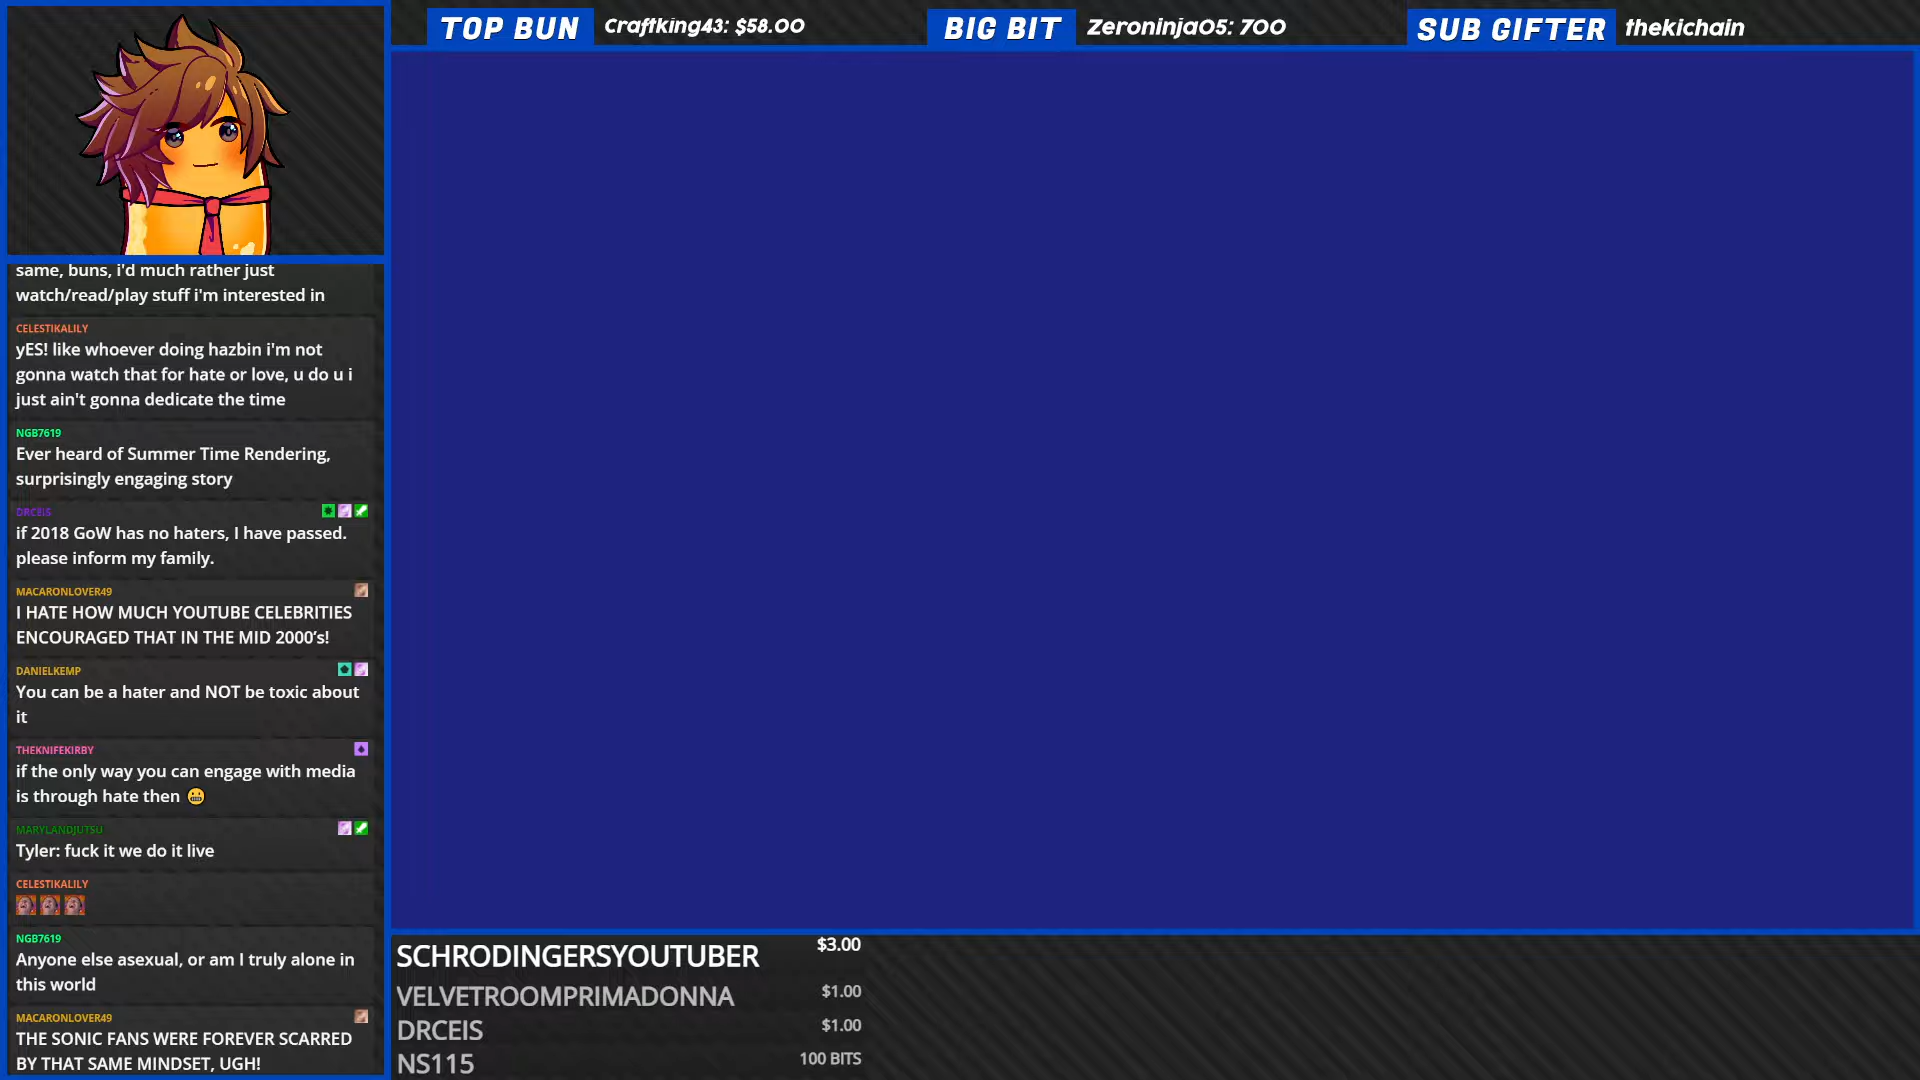 TOP BUN Craftking43: $58.00 BIG BIT Zeroninja05: 700 SUB GIFTER thekichain
same, buns, i'd much rather just
watch/read/play stuff i'm interested in
CELESTIKALILY
yES! like whoever doing hazbin i'm not
gonna watch that for hate or love, u do u i
just ain't gonna dedicate the time
NGB7619
Ever heard of Summer Time Rendering,
surprisingly engaging story
DRCEIS
if 2018 GoW has no haters, I have passed.
please inform my family.
MACARONLOVER49
I HATE HOW MUCH YOUTUBE CELEBRITIES
ENCOURAGED THAT IN THE MID 2000’s!
DANIELKEMP
You can be a hater and NOT be toxic about
it
THEKNIFEKIRBY
if the only way you can engage with media
is through hate then 😬
MARYLANDJUTSU
Tyler: fuck it we do it live
CELESTIKALILY
NGB7619
Anyone else asexual, or am I truly alone in
this world
MACARONLOVER49
THE SONIC FANS WERE FOREVER SCARRED
BY THAT SAME MINDSET, UGH!
SCHRODINGERSYOUTUBER $3.00
VELVETROOMPRIMADONNA $1.00
DRCEIS $1.00
NS115 100 BITS